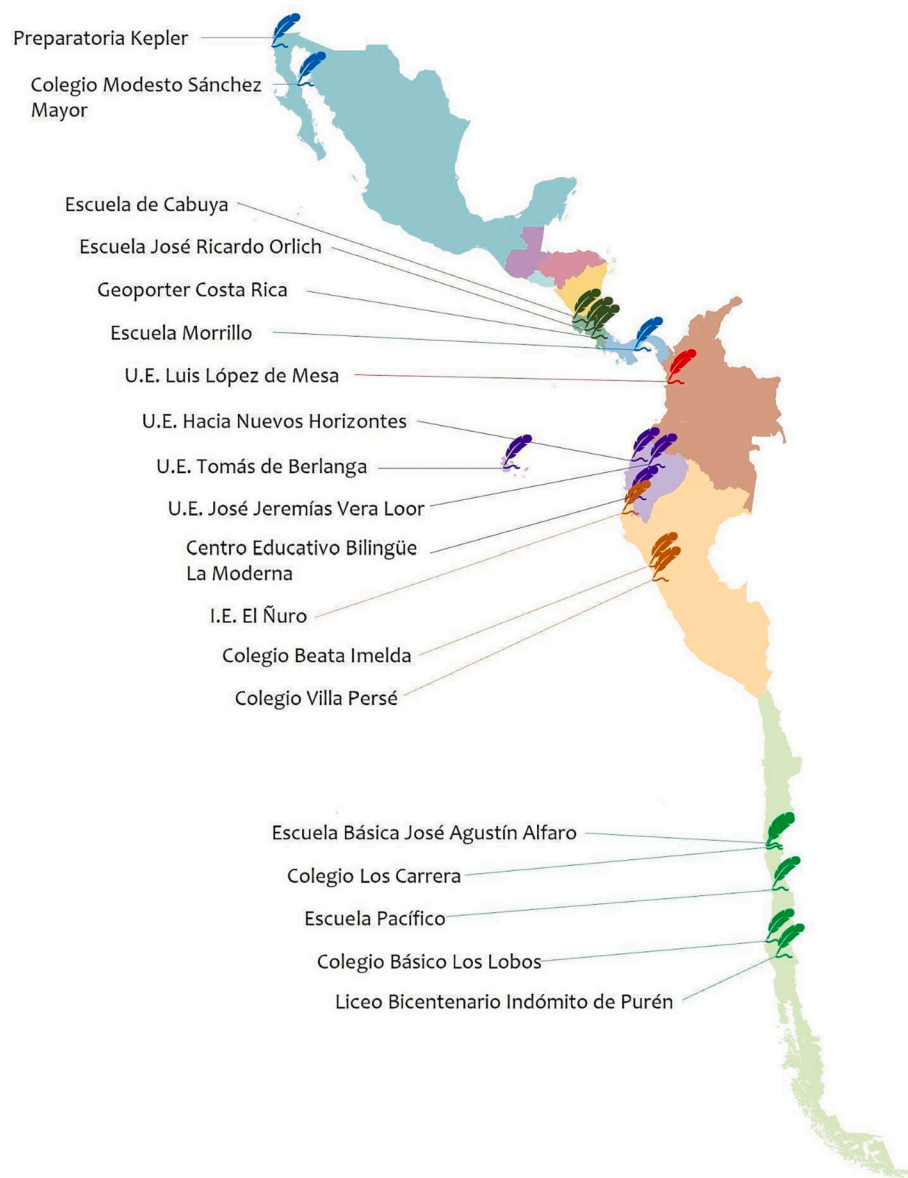 Preparatoria Kepler
Colegio Modesto Sánchez
Mayor
Escuela de Cabuya
Escuela José Ricardo Orlich
Geoporter Costa Rica
Escuela Morrillo
U.E. Luis López de Mesa
U.E. Hacia Nuevos Horizontes
U.E. Tomás de Berlanga
U.E. José Jeremías Vera Loor
Centro Educativo Bilingüe
La Moderna
I.E. El Ñuro
Colegio Beata Imelda
Colegio Villa Persé
Escuela Básica José Agustín Alfaro
Colegio Los Carrera
Escuela Pacífico
Colegio Básico Los Lobos
Liceo Bicentenario Indómito de Purén